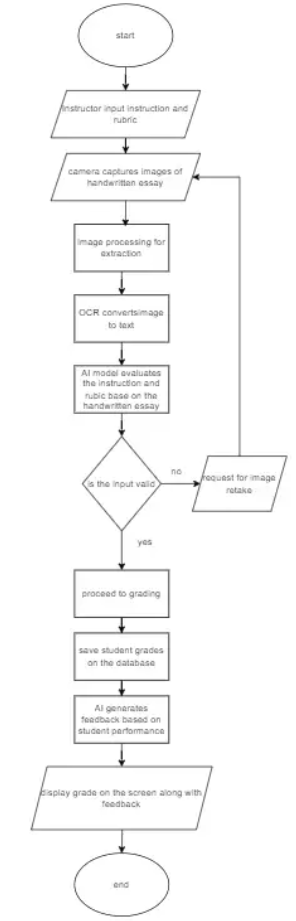 start
Instructor input instruction and
rubric
camera captures images of
handwritten essay
image processing for
extraction
OCR convertsimage
to text
AI model evaluates
the instruction and
rubic base on the
handwritten essay
is the input valid
no
request for image
retake
yes
proceed to grading
save student grades
on the database
AI generates
feedback based on
student performance
display grade on the screen along with
feedback
end